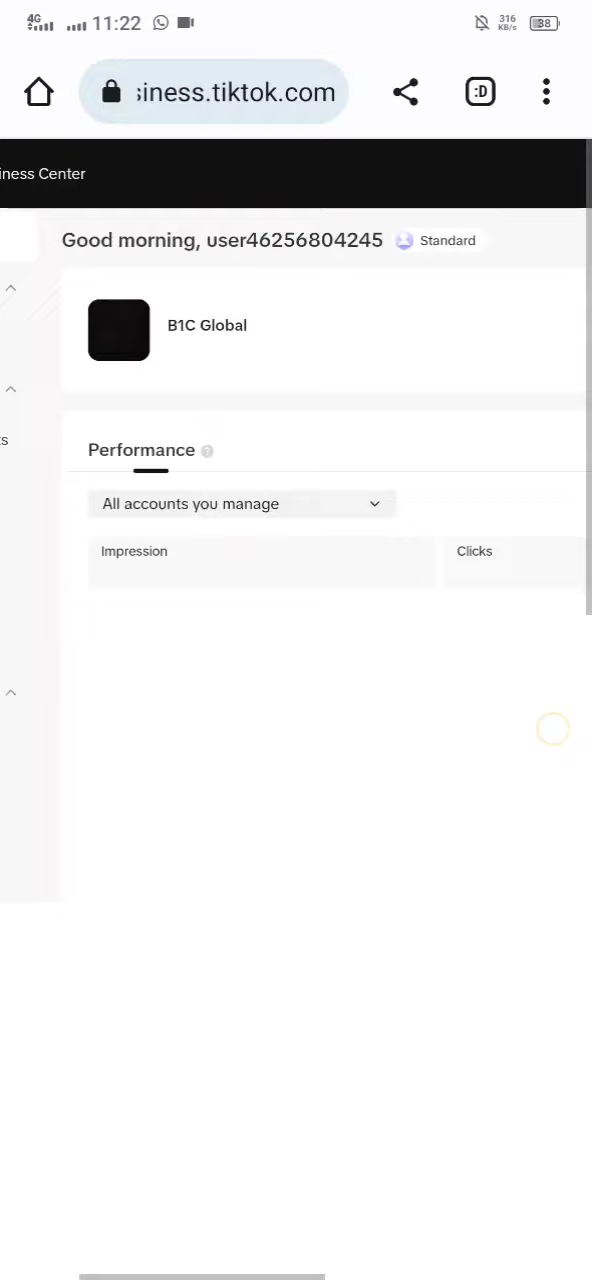 4G 11:22 316 KB/s 38
siness.tiktok.com :D
iness Center
Good morning, user46256804245 Standard
B1C Global
ts
Performance ?
All accounts you manage
Impression Clicks